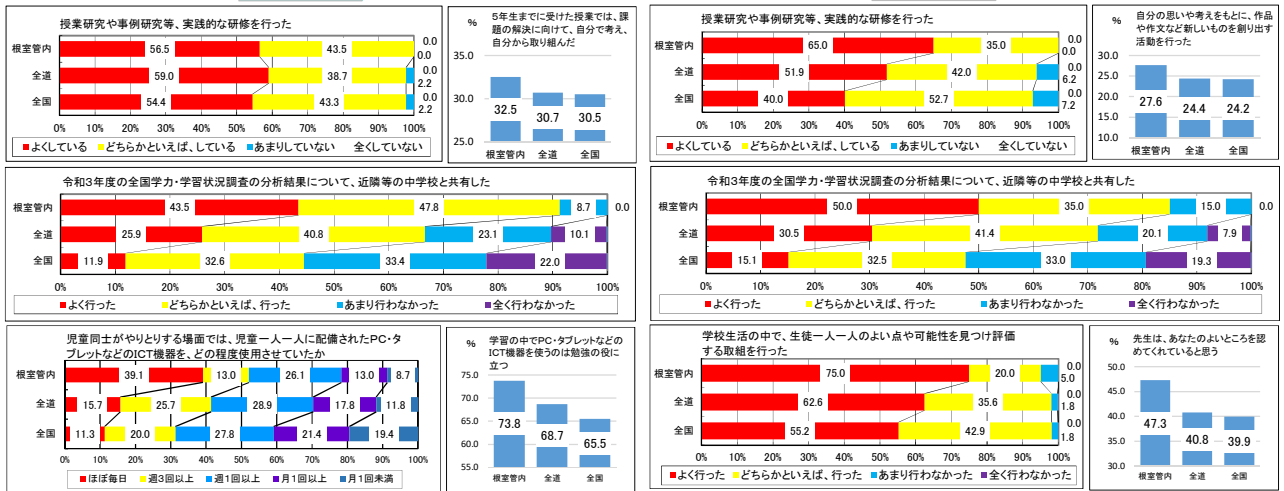 授業研究や事例研究等、実践的な研修を行った
根室管内 56.5 43.5 0.0 0.0
全道 59.0 38.7 0.0 2.2
全国 54.4 43.3 0.0 2.2
0% 10% 20% 30% 40% 50% 60% 70% 80% 90% 100%
よくしている どちらかといえば、している あまりしていない 全くしていない
% 5年生までに受けた授業では、課
題の解決に向けて、自分で考え、
自分から取り組んだ
35.0
30.0
25.0
32.5 30.7 30.5
根室管内 全道 全国
授業研究や事例研究等、実践的な研修を行った
根室管内 65.0 35.0 0.0 0.0
全道 51.9 42.0 0.0 6.2
全国 40.0 52.7 0.0 7.2
0% 10% 20% 30% 40% 50% 60% 70% 80% 90% 100%
よくしている どちらかといえば、している あまりしていない 全くしていない
% 自分の思いや考えをもとに、作品
や作文など新しいものを創り出す
活動を行った
30.0
25.0
20.0
15.0
10.0
27.6 24.4 24.2
根室管内 全道 全国
令和3年度の全国学力・学習状況調査の分析結果について、近隣等の中学校と共有した
根室管内 43.5 47.8 8.7 0.0
全道 25.9 40.8 23.1 10.1
全国 11.9 32.6 33.4 22.0
0% 10% 20% 30% 40% 50% 60% 70% 80% 90% 100%
よく行った どちらかといえば、行った あまり行わなかった 全く行わなかった
令和3年度の全国学力・学習状況調査の分析結果について、近隣等の中学校と共有した
根室管内 50.0 35.0 15.0 0.0
全道 30.5 41.4 20.1 7.9
全国 15.1 32.5 33.0 19.3
0% 10% 20% 30% 40% 50% 60% 70% 80% 90% 100%
よく行った どちらかといえば、行った あまり行わなかった 全く行わなかった
児童同士がやりとりする場面では、児童一人一人に配備されたPC・タ
ブレットなどのICT機器を、どの程度使用させていたか
根室管内 39.1 13.0 26.1 13.0 8.7
全道 15.7 25.7 28.9 17.8 11.8
全国 11.3 20.0 27.8 21.4 19.4
0% 10% 20% 30% 40% 50% 60% 70% 80% 90% 100%
ほぼ毎日 週3回以上 週1回以上 月1回以上 月1回未満
% 学習の中でPC・タブレットなどの
ICT機器を使うのは勉強の役に
立つ
75.0
70.0
65.0
60.0
55.0
73.8 68.7 65.5
根室管内 全道 全国
学校生活の中で、生徒一人一人のよい点や可能性を見つけ評価
する取組を行った
根室管内 75.0 20.0 0.0 5.0
全道 62.6 35.6 0.0 1.8
全国 55.2 42.9 0.0 1.8
0% 10% 20% 30% 40% 50% 60% 70% 80% 90% 100%
よく行った どちらかといえば、行った あまり行わなかった 全く行わなかった
% 先生は、あなたのよいところを認
めてくれていると思う
50.0
45.0
40.0
35.0
30.0
47.3 40.8 39.9
根室管内 全道 全国